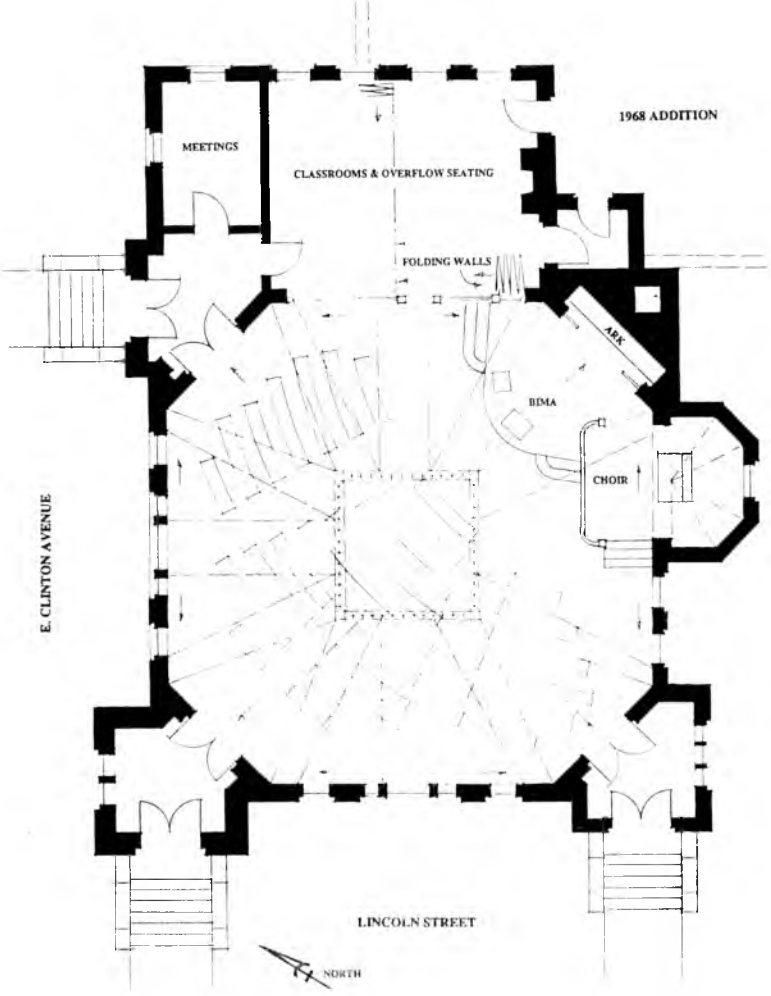 1968 ADDITION
MEETINGS
CLASSROOMS & OVERFLOW SEATING
FOLDING WALLS
ARK
BIMA
CHOIR
E. CLINTON AVENUE
LINCOLN STREET
NORTH